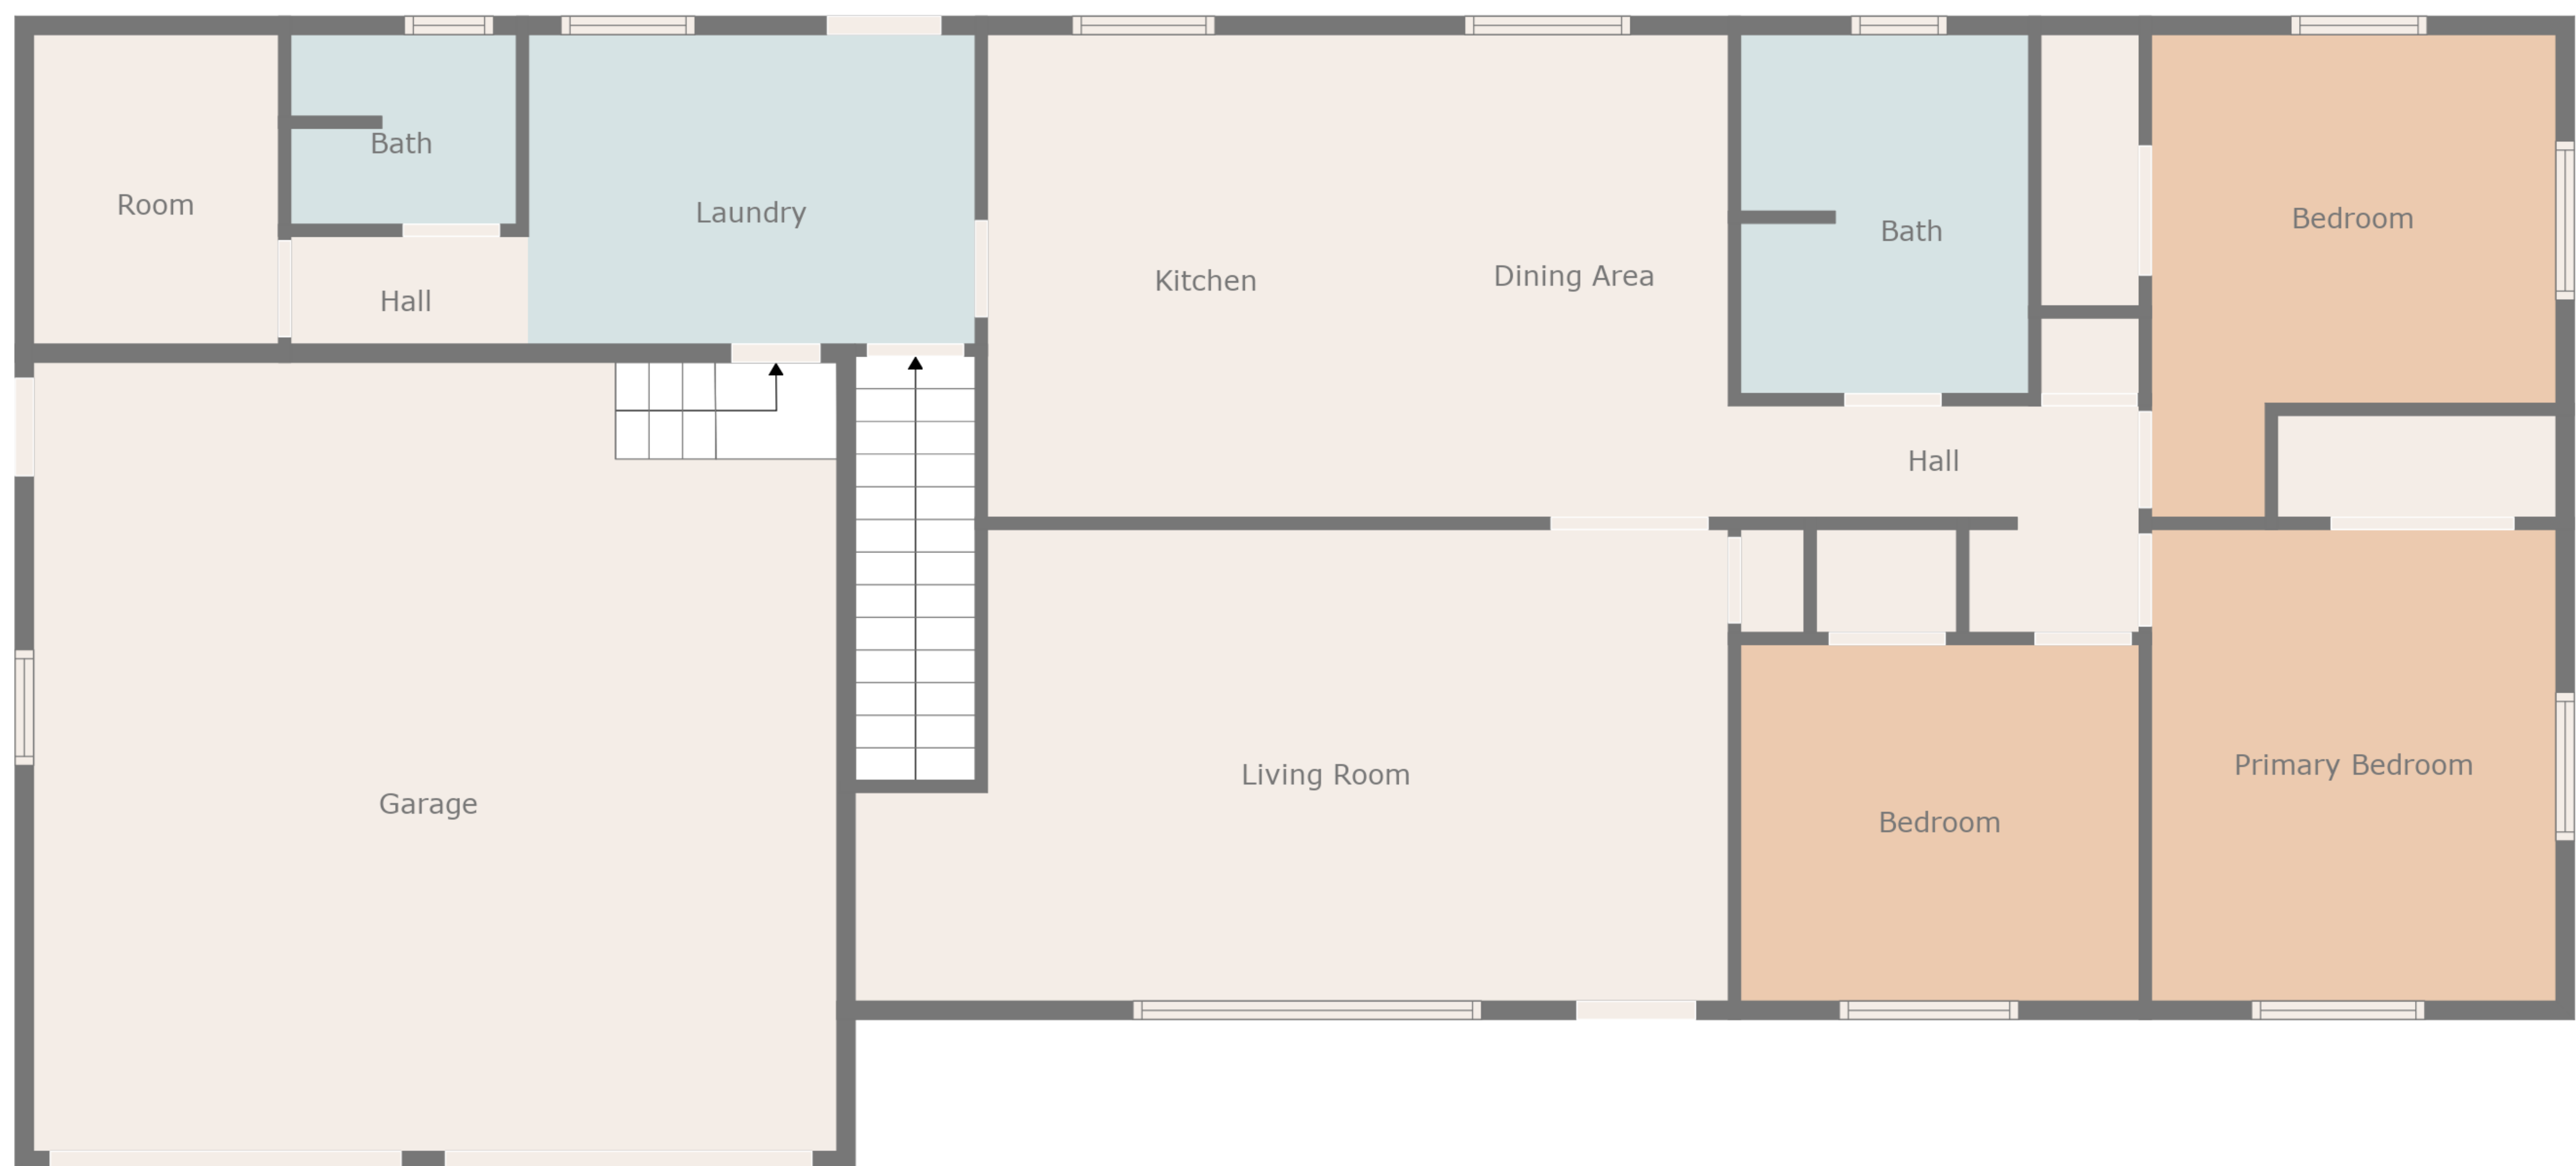 Bath
Room
Laundry
Bedroom
Bath
Kitchen
Dining Area
Hall
Hall
Garage
Living Room
Primary Bedroom
Bedroom